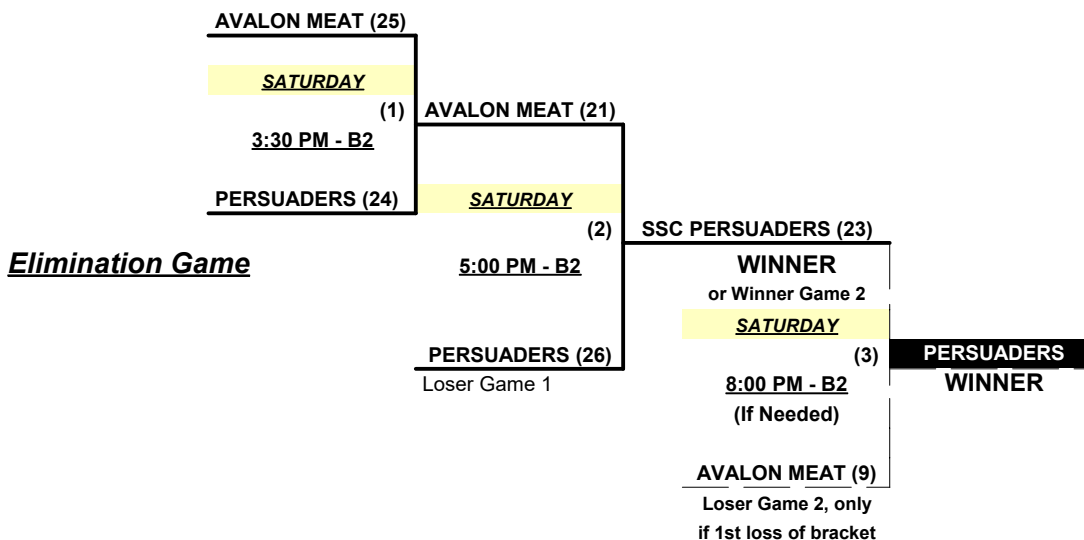 AVALON MEAT (25)
SATURDAY
(1)
AVALON MEAT (21)
3:30 PM - B2
PERSUADERS (24)
SATURDAY
(2)
SSC PERSUADERS (23)
Elimination Game
5:00 PM - B2
WINNER
or Winner Game 2
SATURDAY
PERSUADERS (26)
(3)
PERSUADERS
Loser Game 1
8:00 PM - B2
WINNER
(If Needed)
AVALON MEAT (9)
Loser Game 2, only
if 1st loss of bracket